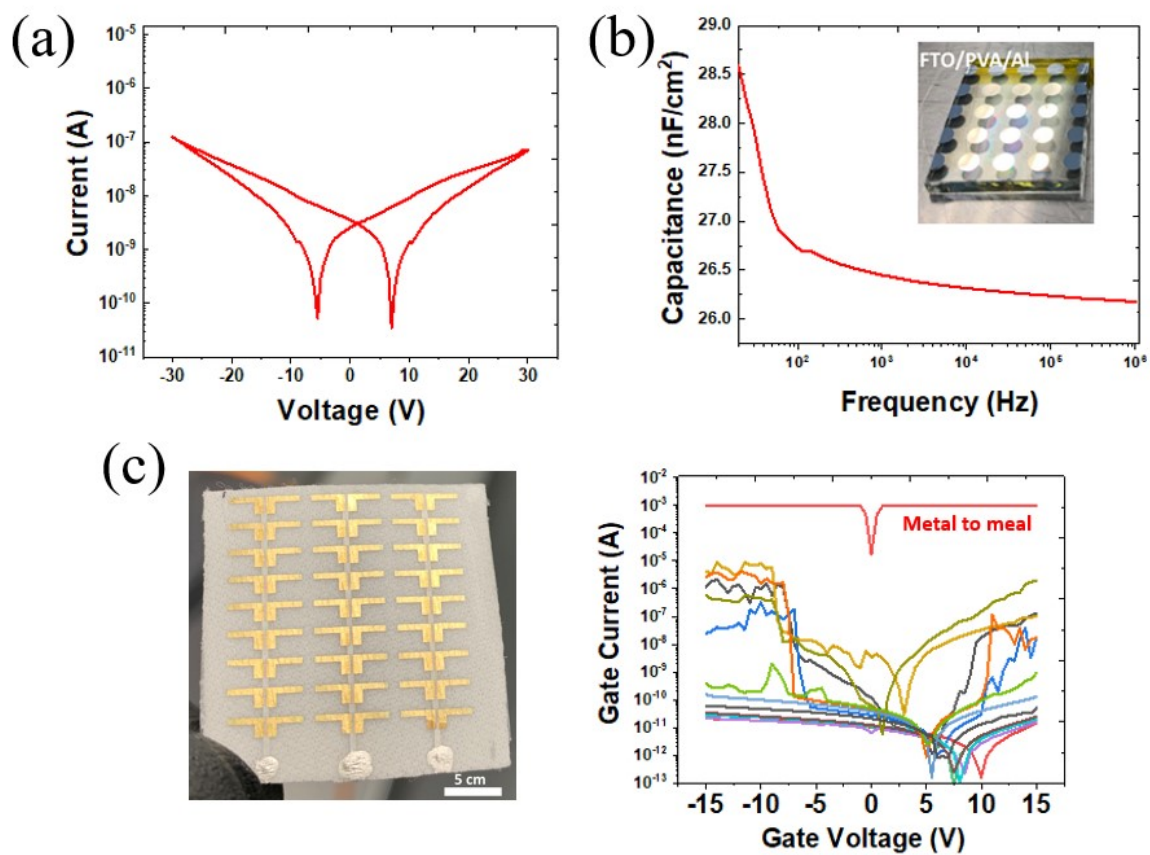 (a)
10⁻⁵
10⁻⁶
10⁻⁷
10⁻⁸
10⁻⁹
10⁻¹⁰
10⁻¹¹
Current (A)
-30 -20 -10 0 10 20 30
Voltage (V)
(b)
29.0
28.5
28.0
27.5
27.0
26.5
26.0
Capacitance (nF/cm²)
FTO/PVA/Al
10² 10³ 10⁴ 10⁵ 10⁶
Frequency (Hz)
(c)
5 cm
10⁻²
10⁻³
10⁻⁴
10⁻⁵
10⁻⁶
10⁻⁷
10⁻⁸
10⁻⁹
10⁻¹⁰
10⁻¹¹
10⁻¹²
10⁻¹³
Gate Current (A)
Metal to meal
-15 -10 -5 0 5 10 15
Gate Voltage (V)